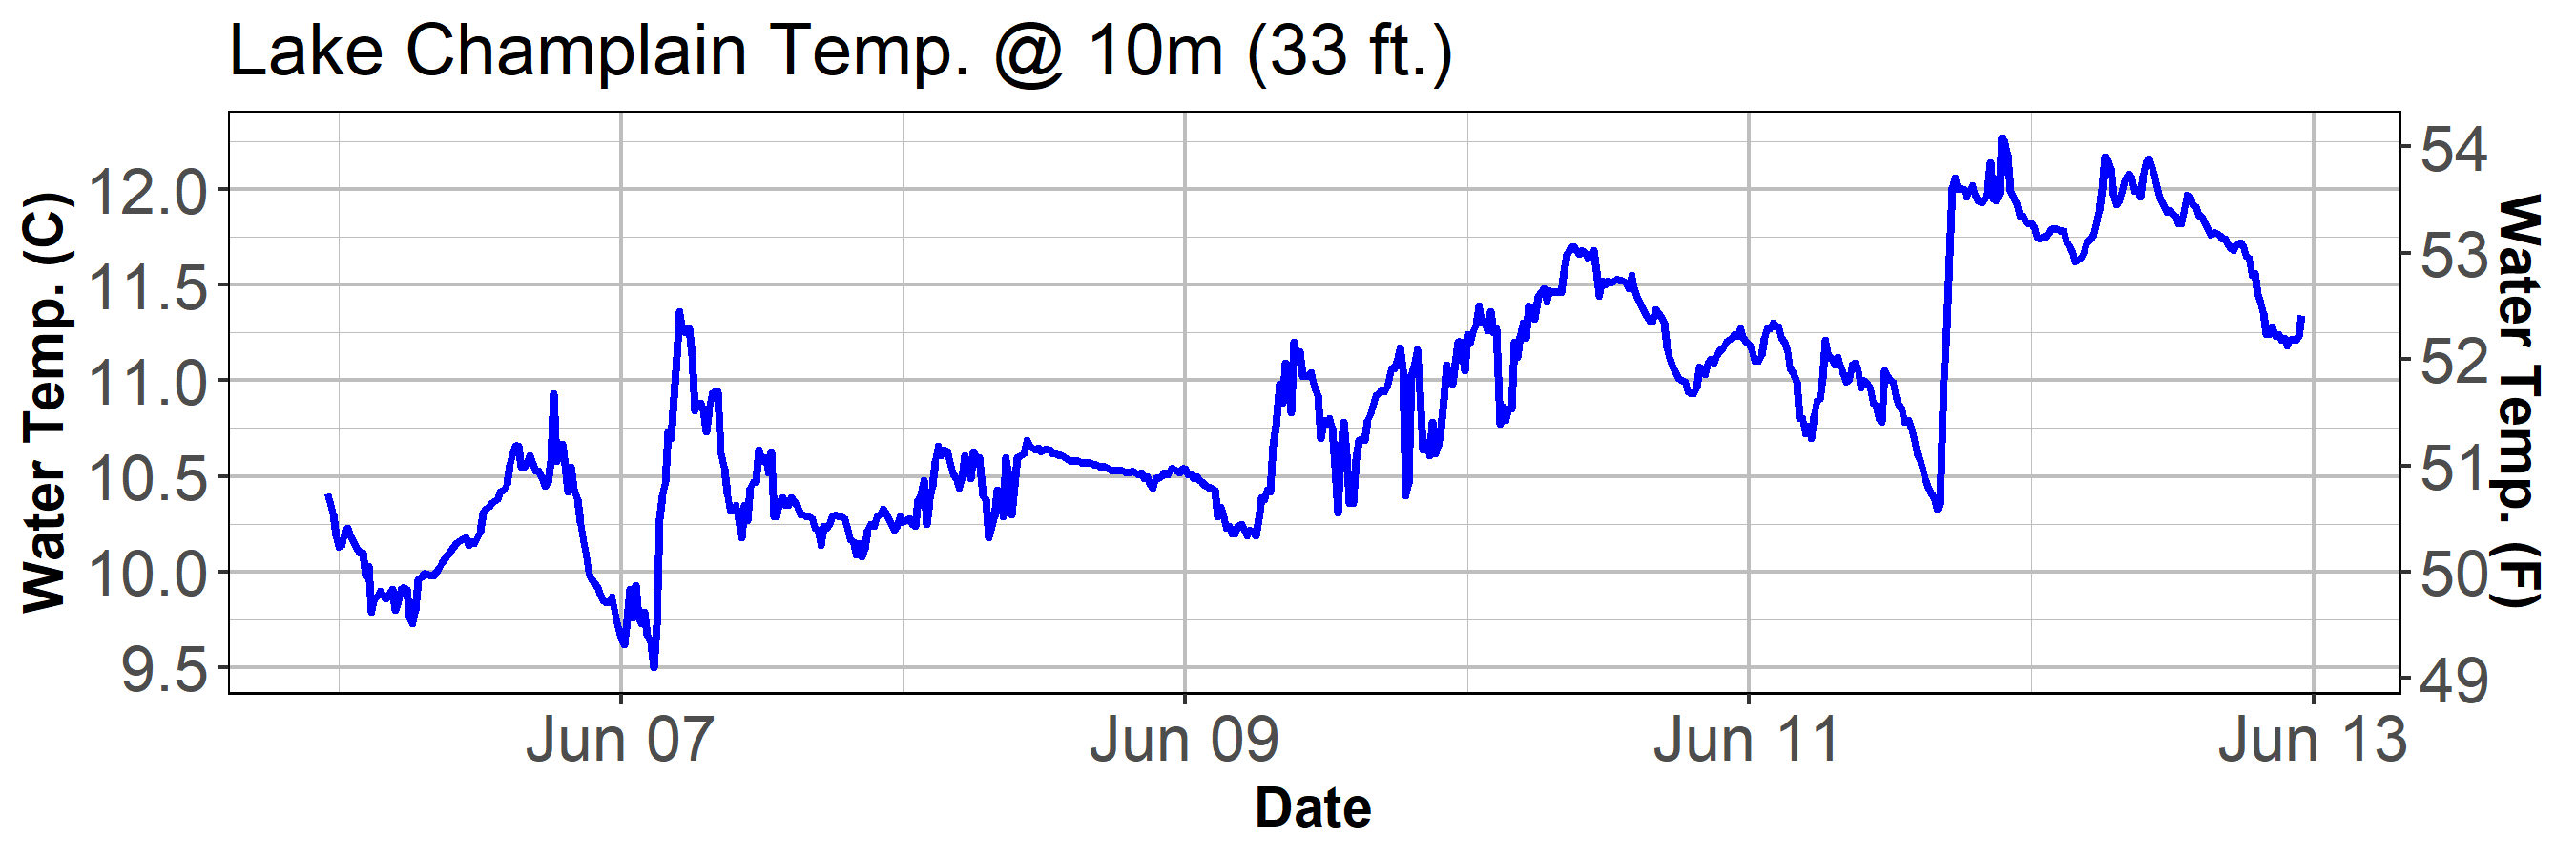 Lake Champlain Temp. @ 10m (33 ft.)
Water Temp. (C)
12.0
11.5
11.0
10.5
10.0
9.5
54
53
52
51
50
49
Water Temp. (F)
Jun 07
Jun 09
Jun 11
Jun 13
Date